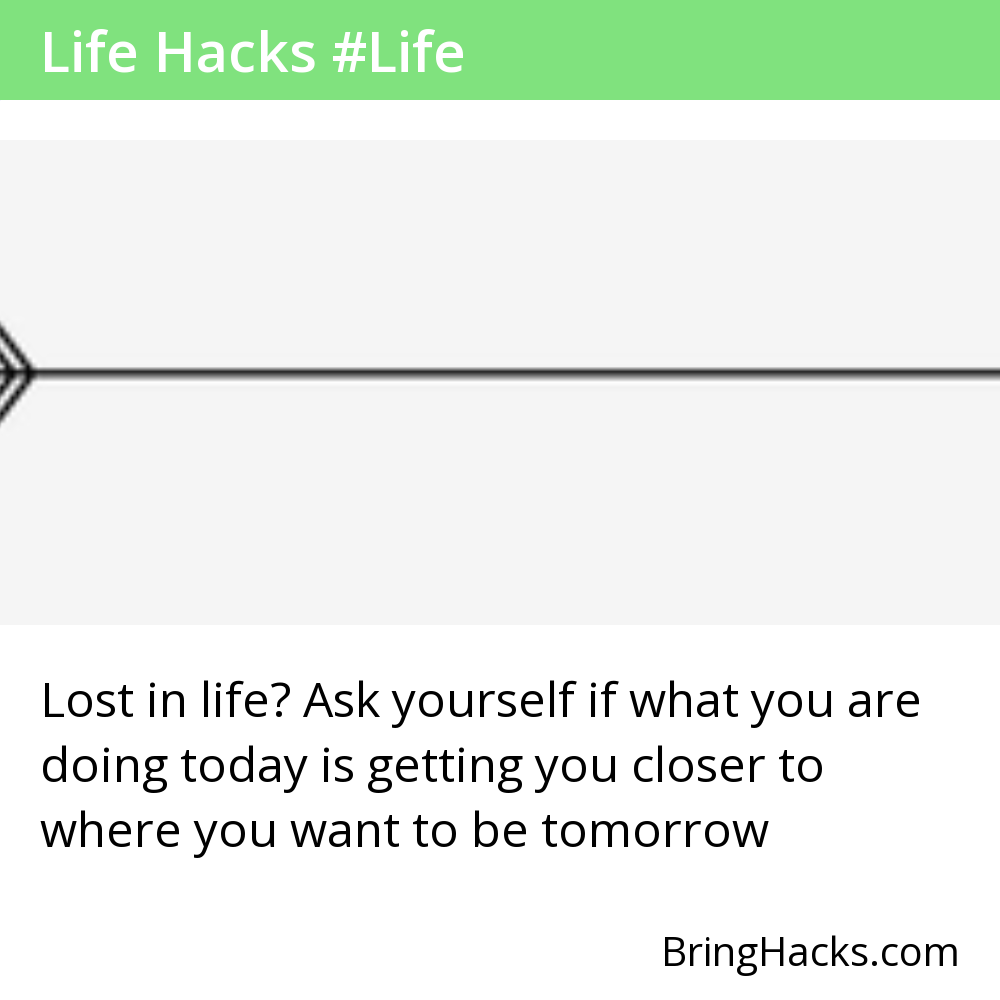 Life Hacks #Life
Lost in life? Ask yourself if what you are
doing today is getting you closer to
where you want to be tomorrow
BringHacks.com